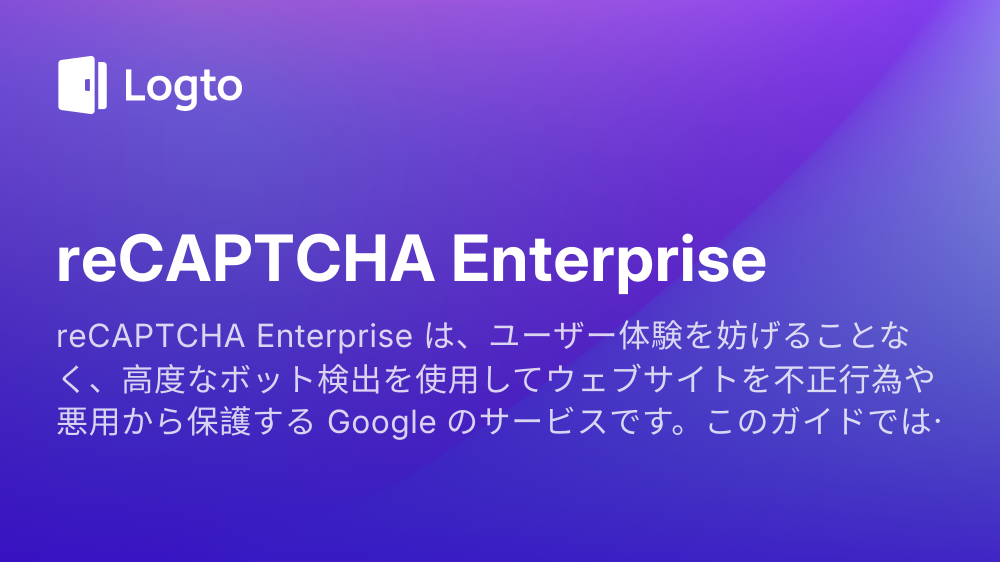 Logto
reCAPTCHA Enterprise
reCAPTCHA Enterprise は、ユーザー体験を妨げることな
く、高度なボット検出を使用してウェブサイトを不正行為や
悪用から保護する Google のサービスです。このガイドでは·